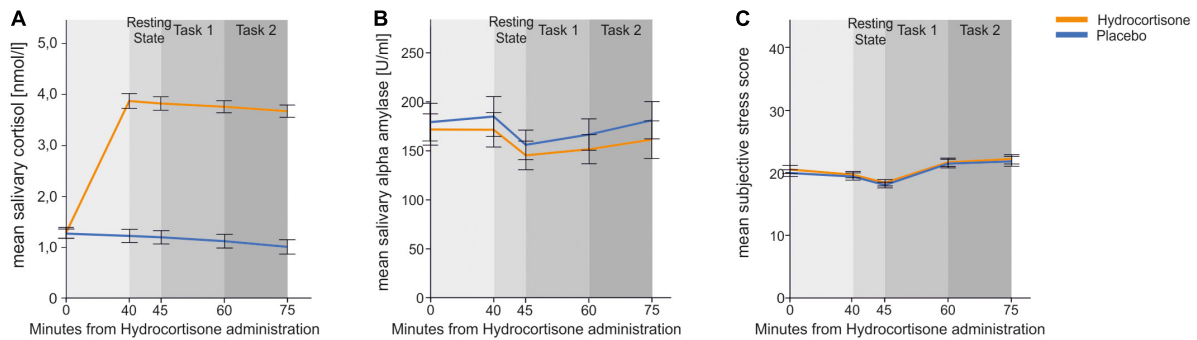 A
mean salivary cortisol [nmol/l]
5,0
4,0
3,0
2,0
1,0
0
Resting
State
Task 1
Task 2
0 40 45 60 75
Minutes from Hydrocortisone administration
B
mean salivary alpha amylase [U/ml]
250
200
150
100
50
0
Resting
State
Task 1
Task 2
0 40 45 60 75
Minutes from Hydrocortisone administration
C
mean subjective stress score
40
30
20
10
0
Resting
State
Task 1
Task 2
0 40 45 60 75
Minutes from Hydrocortisone administration
Hydrocortisone
Placebo